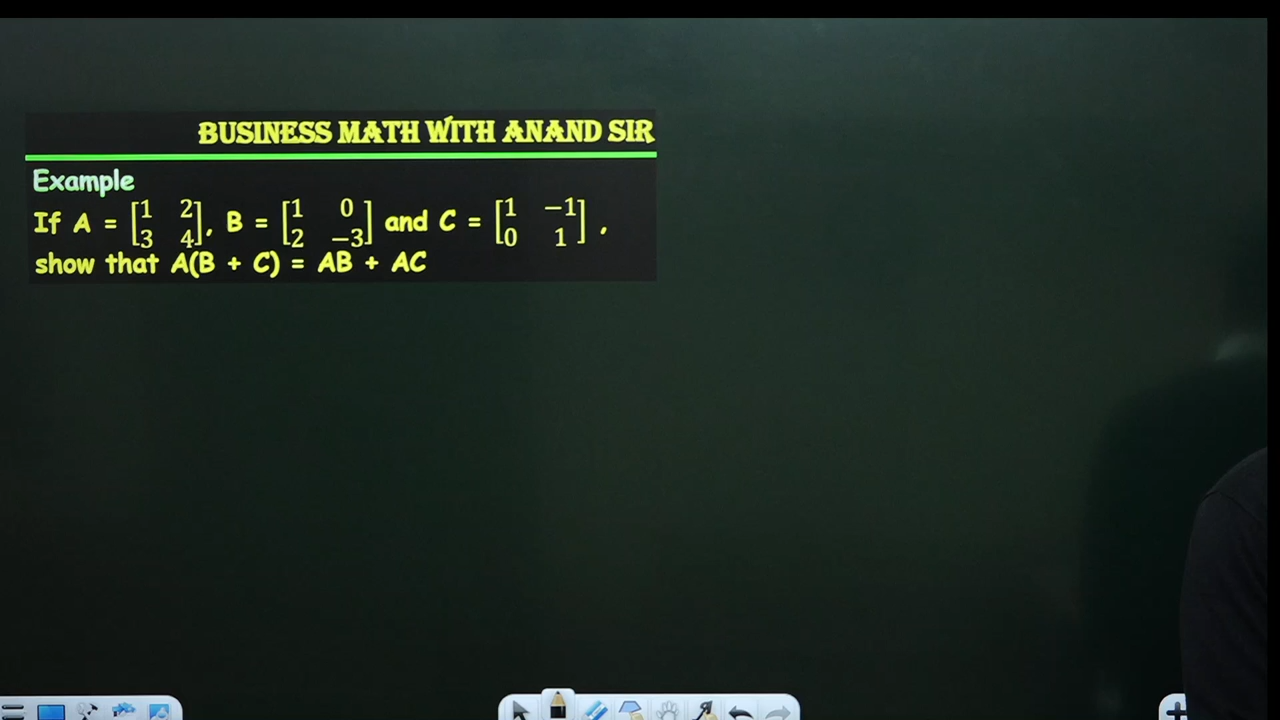 BUSINESS MATH WITH ANAND SIR
Example
If A = [1 2; 3 4], B = [1 0; 2 −3] and C = [1 −1; 0 1],
show that A(B + C) = AB + AC